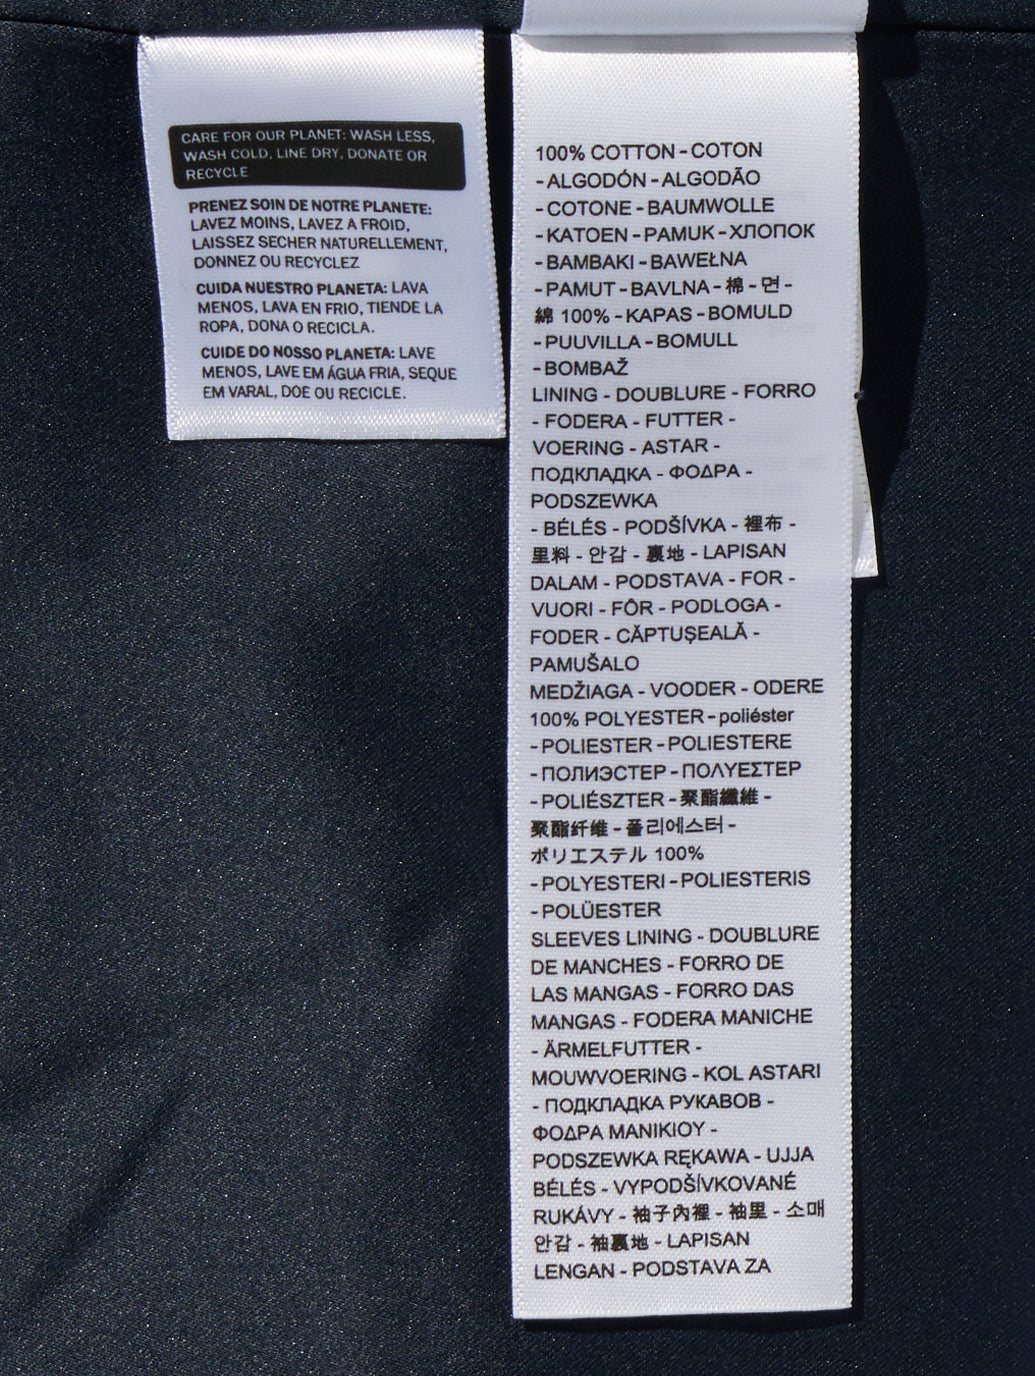 CARE FOR OUR PLANET: WASH LESS,
WASH COLD, LINE DRY, DONATE OR
RECYCLE
PRENEZ SOIN DE NOTRE PLANETE:
LAVEZ MOINS, LAVEZ A FROID,
LAISSEZ SECHER NATURELLEMENT,
DONNEZ OU RECYCLEZ
CUIDA NUESTRO PLANETA: LAVA
MENOS, LAVA EN FRIO, TIENDE LA
ROPA, DONA O RECICLA.
CUIDE DO NOSSO PLANETA: LAVE
MENOS, LAVE EM ÁGUA FRIA, SEQUE
EM VARAL, DOE OU RECICLE.
100% COTTON - COTON
- ALGODÓN - ALGODÃO
- COTONE - BAUMWOLLE
- KATOEN - PAMUK - ХЛОПОК
- BAMBAKI - BAWEŁNA
- PAMUT - BAVLNA - 棉 - 면 -
綿 100% - KAPAS - BOMULD
- PUUVILLA - BOMULL
- BOMBAŽ
LINING - DOUBLURE - FORRO
- FODERA - FUTTER -
VOERING - ASTAR -
ПОДКЛАДКА - ΦΟΔΡΑ -
PODSZEWKA
- BÉLÉS - PODŠÍVKA - 裡布 -
里料 - 안감 - 裏地 - LAPISAN
DALAM - PODSTAVA - FOR -
VUORI - FÔR - PODLOGA -
FODER - CĂPTUŞEALĂ -
PAMUŠALO
MEDŽIAGA - VOODER - ODERE
100% POLYESTER - poliéster
- POLIESTER - POLIESTERE
- ПОЛИЭСТЕР - ΠΟΛΥΕΣΤΕΡ
- POLIÉSZTER - 聚酯纖維 -
聚酯纤维 - 폴리에스터 -
ポリエステル 100%
- POLYESTERI - POLIESTERIS
- POLÜESTER
SLEEVES LINING - DOUBLURE
DE MANCHES - FORRO DE
LAS MANGAS - FORRO DAS
MANGAS - FODERA MANICHE
- ÄRMELFUTTER -
MOUWVOERING - KOL ASTARI
- ПОДКЛАДКА РУКАВОВ -
ΦΟΔΡΑ ΜΑΝΙΚΙΟΥ -
PODSZEWKA RĘKAWA - UJJA
BÉLÉS - VYPODŠÍVKOVANÉ
RUKÁVY - 袖子內裡 - 袖里 - 소매
안감 - 袖裏地 - LAPISAN
LENGAN - PODSTAVA ZA